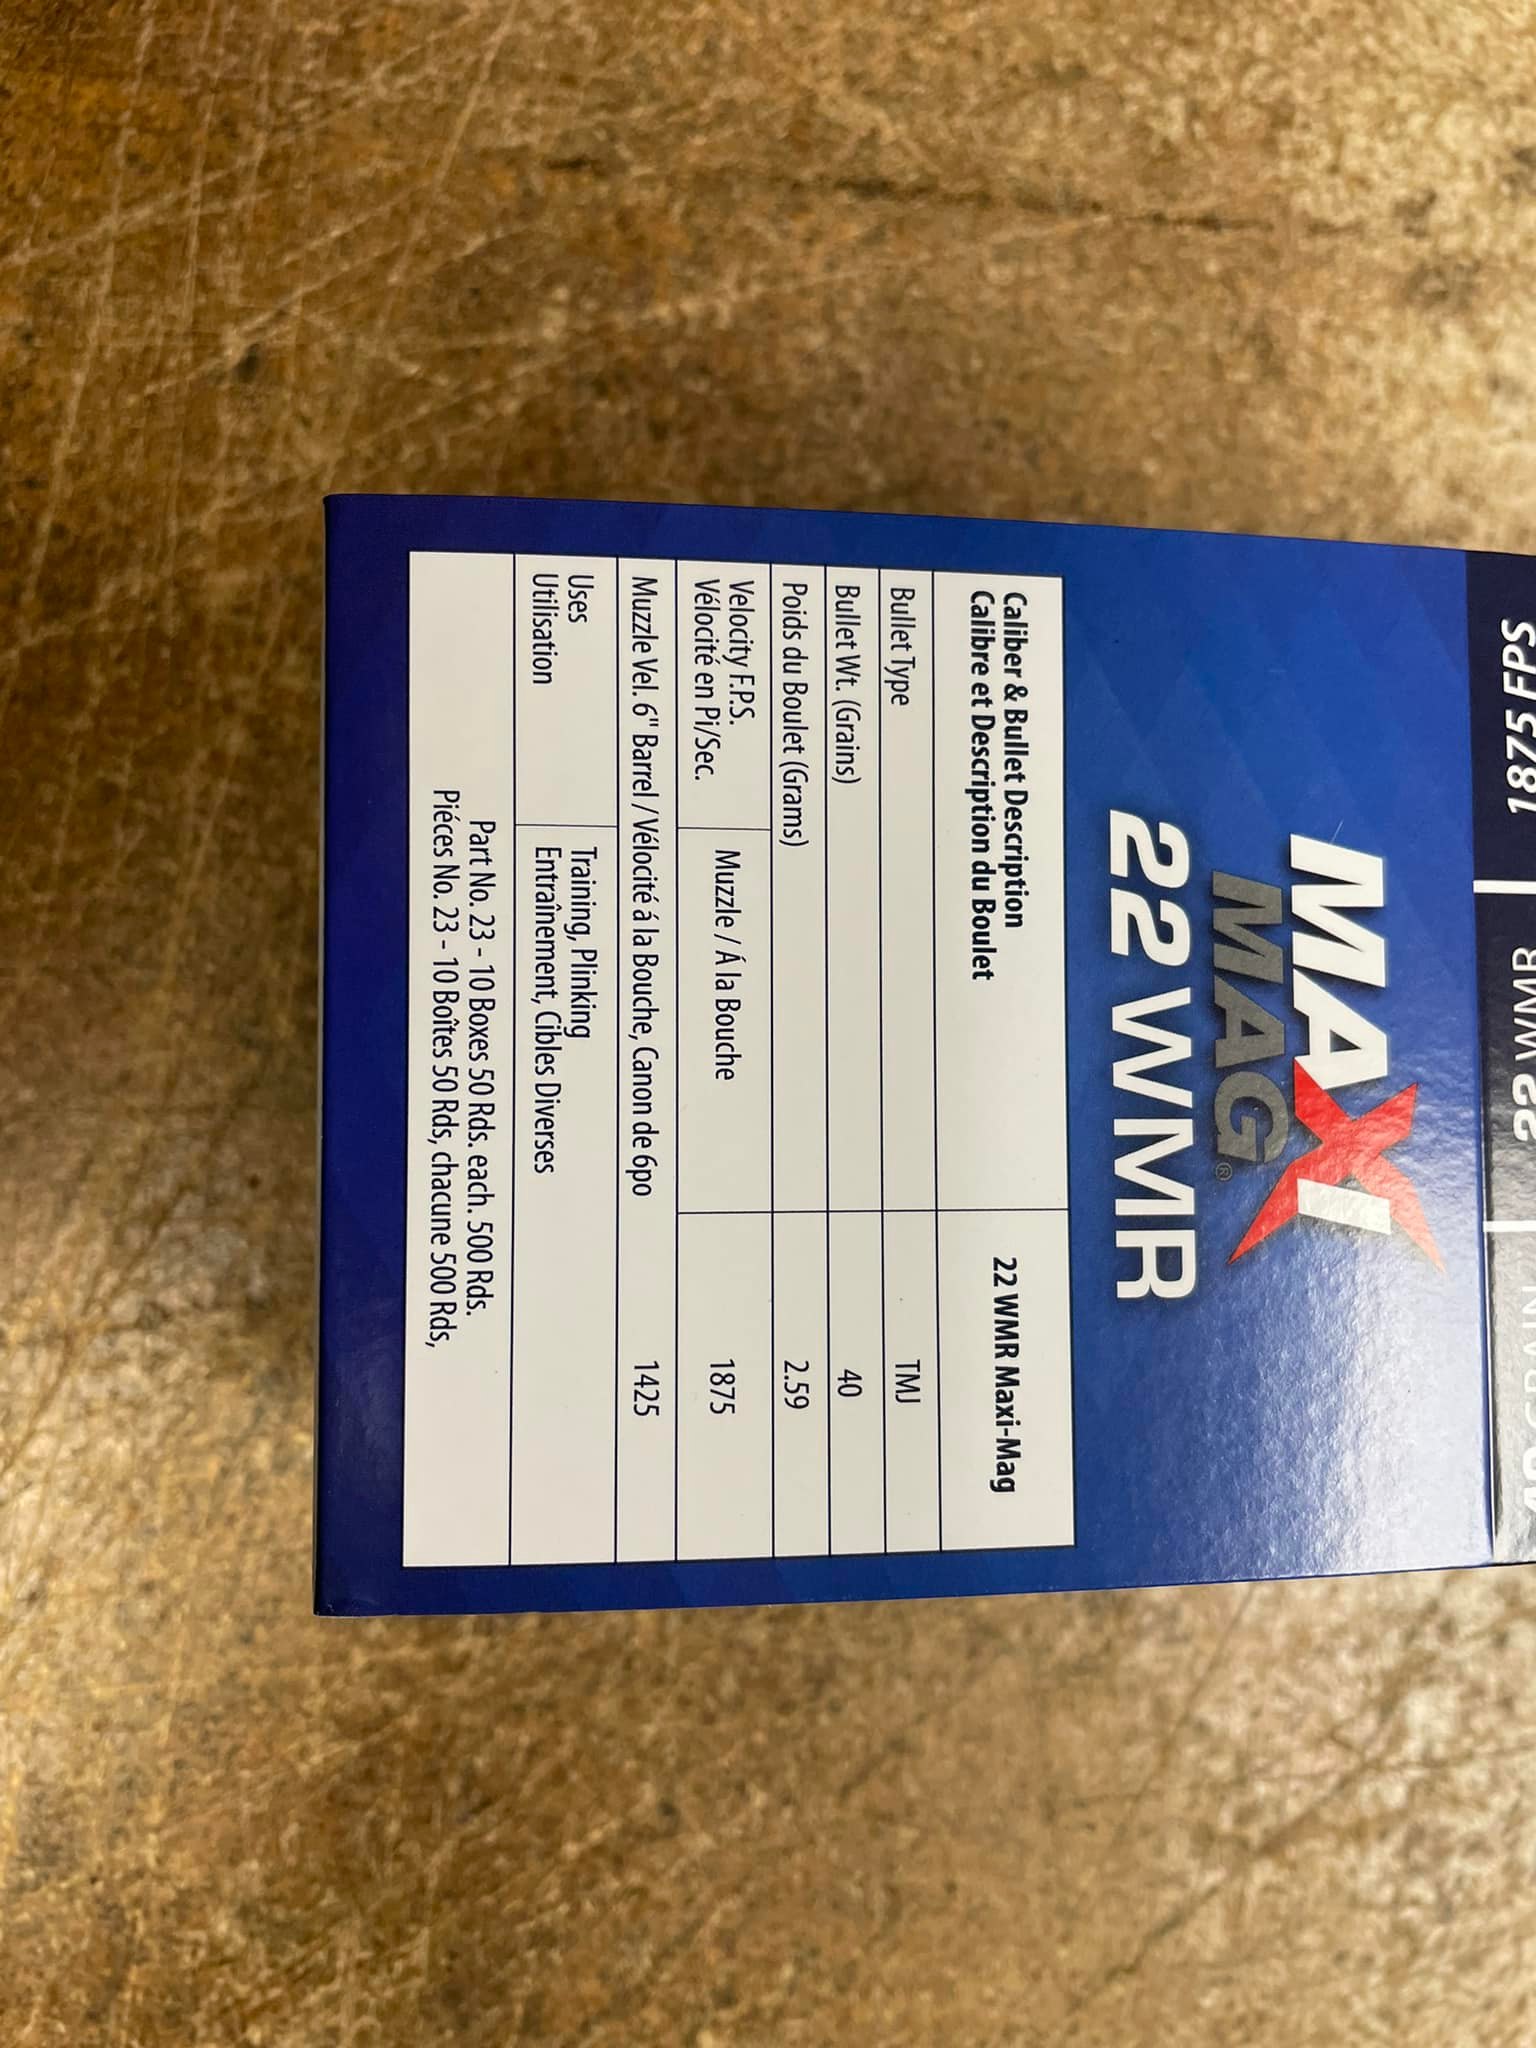 1875 FPS
22 WMR
MAXI
MAG®
22 WMR
Caliber & Bullet Description
Calibre et Description du Boulet
22 WMR Maxi-Mag
Bullet Type
TMJ
Bullet Wt. (Grains)
40
Poids du Boulet (Grams)
2.59
Velocity F.P.S.
Vélocité en Pi/Sec.
Muzzle / Á la Bouche
1875
Muzzle Vel. 6" Barrel / Vélocité á la Bouche, Canon de 6po
1425
Uses
Utilisation
Training, Plinking
Entraînement, Cibles Diverses
Part No. 23 - 10 Boxes 50 Rds. each. 500 Rds.
Piéces No. 23 - 10 Boîtes 50 Rds, chacune 500 Rds,